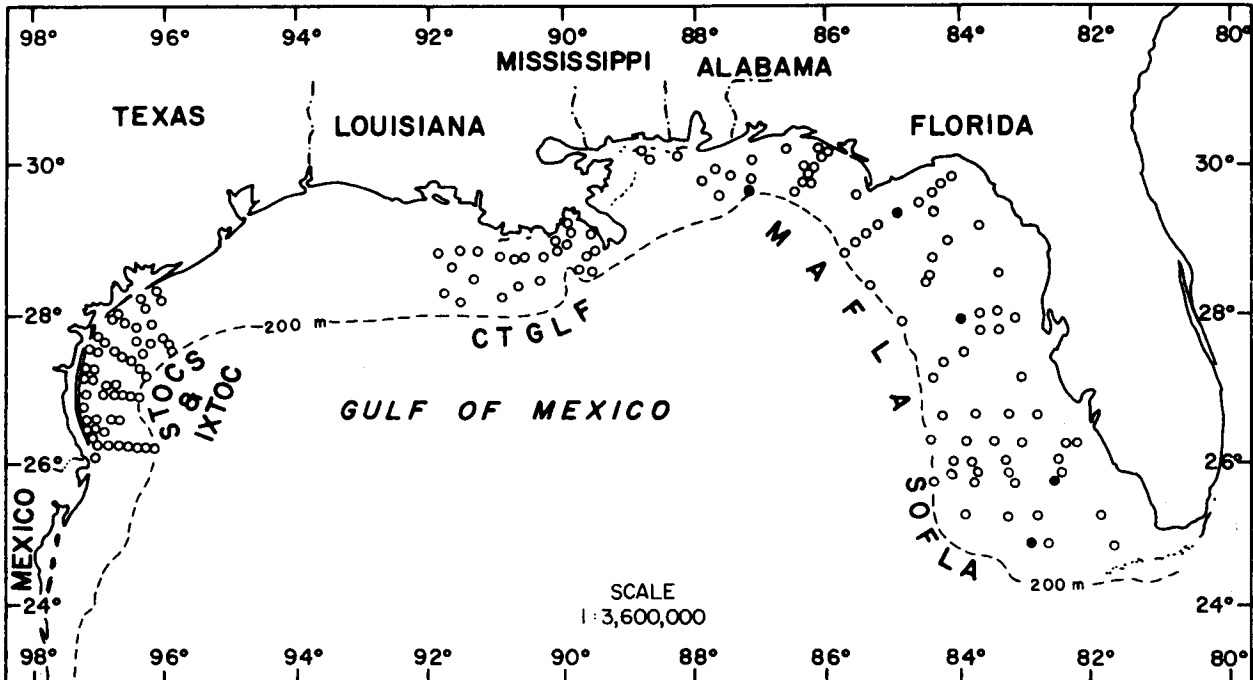 98° 96° 94° 92° 90° 88° 86° 84° 82° 80°
MISSISSIPPI
ALABAMA
TEXAS
LOUISIANA
FLORIDA
30° 30°
28° 28°
200 m
CTGLF
MAFLA
STOCS
&
IXTOC
GULF OF MEXICO
26° 26°
SOFLA
MEXICO
200 m
SCALE
1:3,600,000
24° 24°
98° 96° 94° 92° 90° 88° 86° 84° 82° 80°